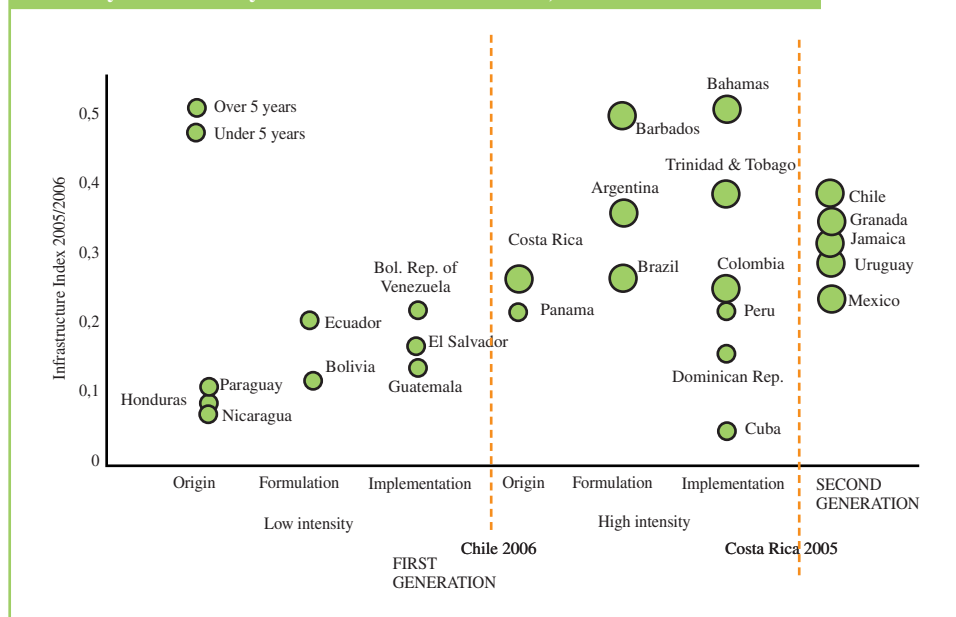 Bahamas
0,5
Over 5 years
Under 5 years
Barbados
Trinidad & Tobago
0,4
Argentina
Chile
Granada
Jamaica
Costa Rica
0,3
Bol. Rep. of
Venezuela
Brazil
Colombia
Uruguay
Mexico
Panama
Peru
0,2
Ecuador
El Salvador
Bolivia
Guatemala
Dominican Rep.
0,1
Paraguay
Honduras
Nicaragua
Cuba
0
Infrastructure Index 2005/2006
Origin Formulation Implementation Origin Formulation Implementation SECOND
GENERATION
Low intensity High intensity
Chile 2006 Costa Rica 2005
FIRST
GENERATION